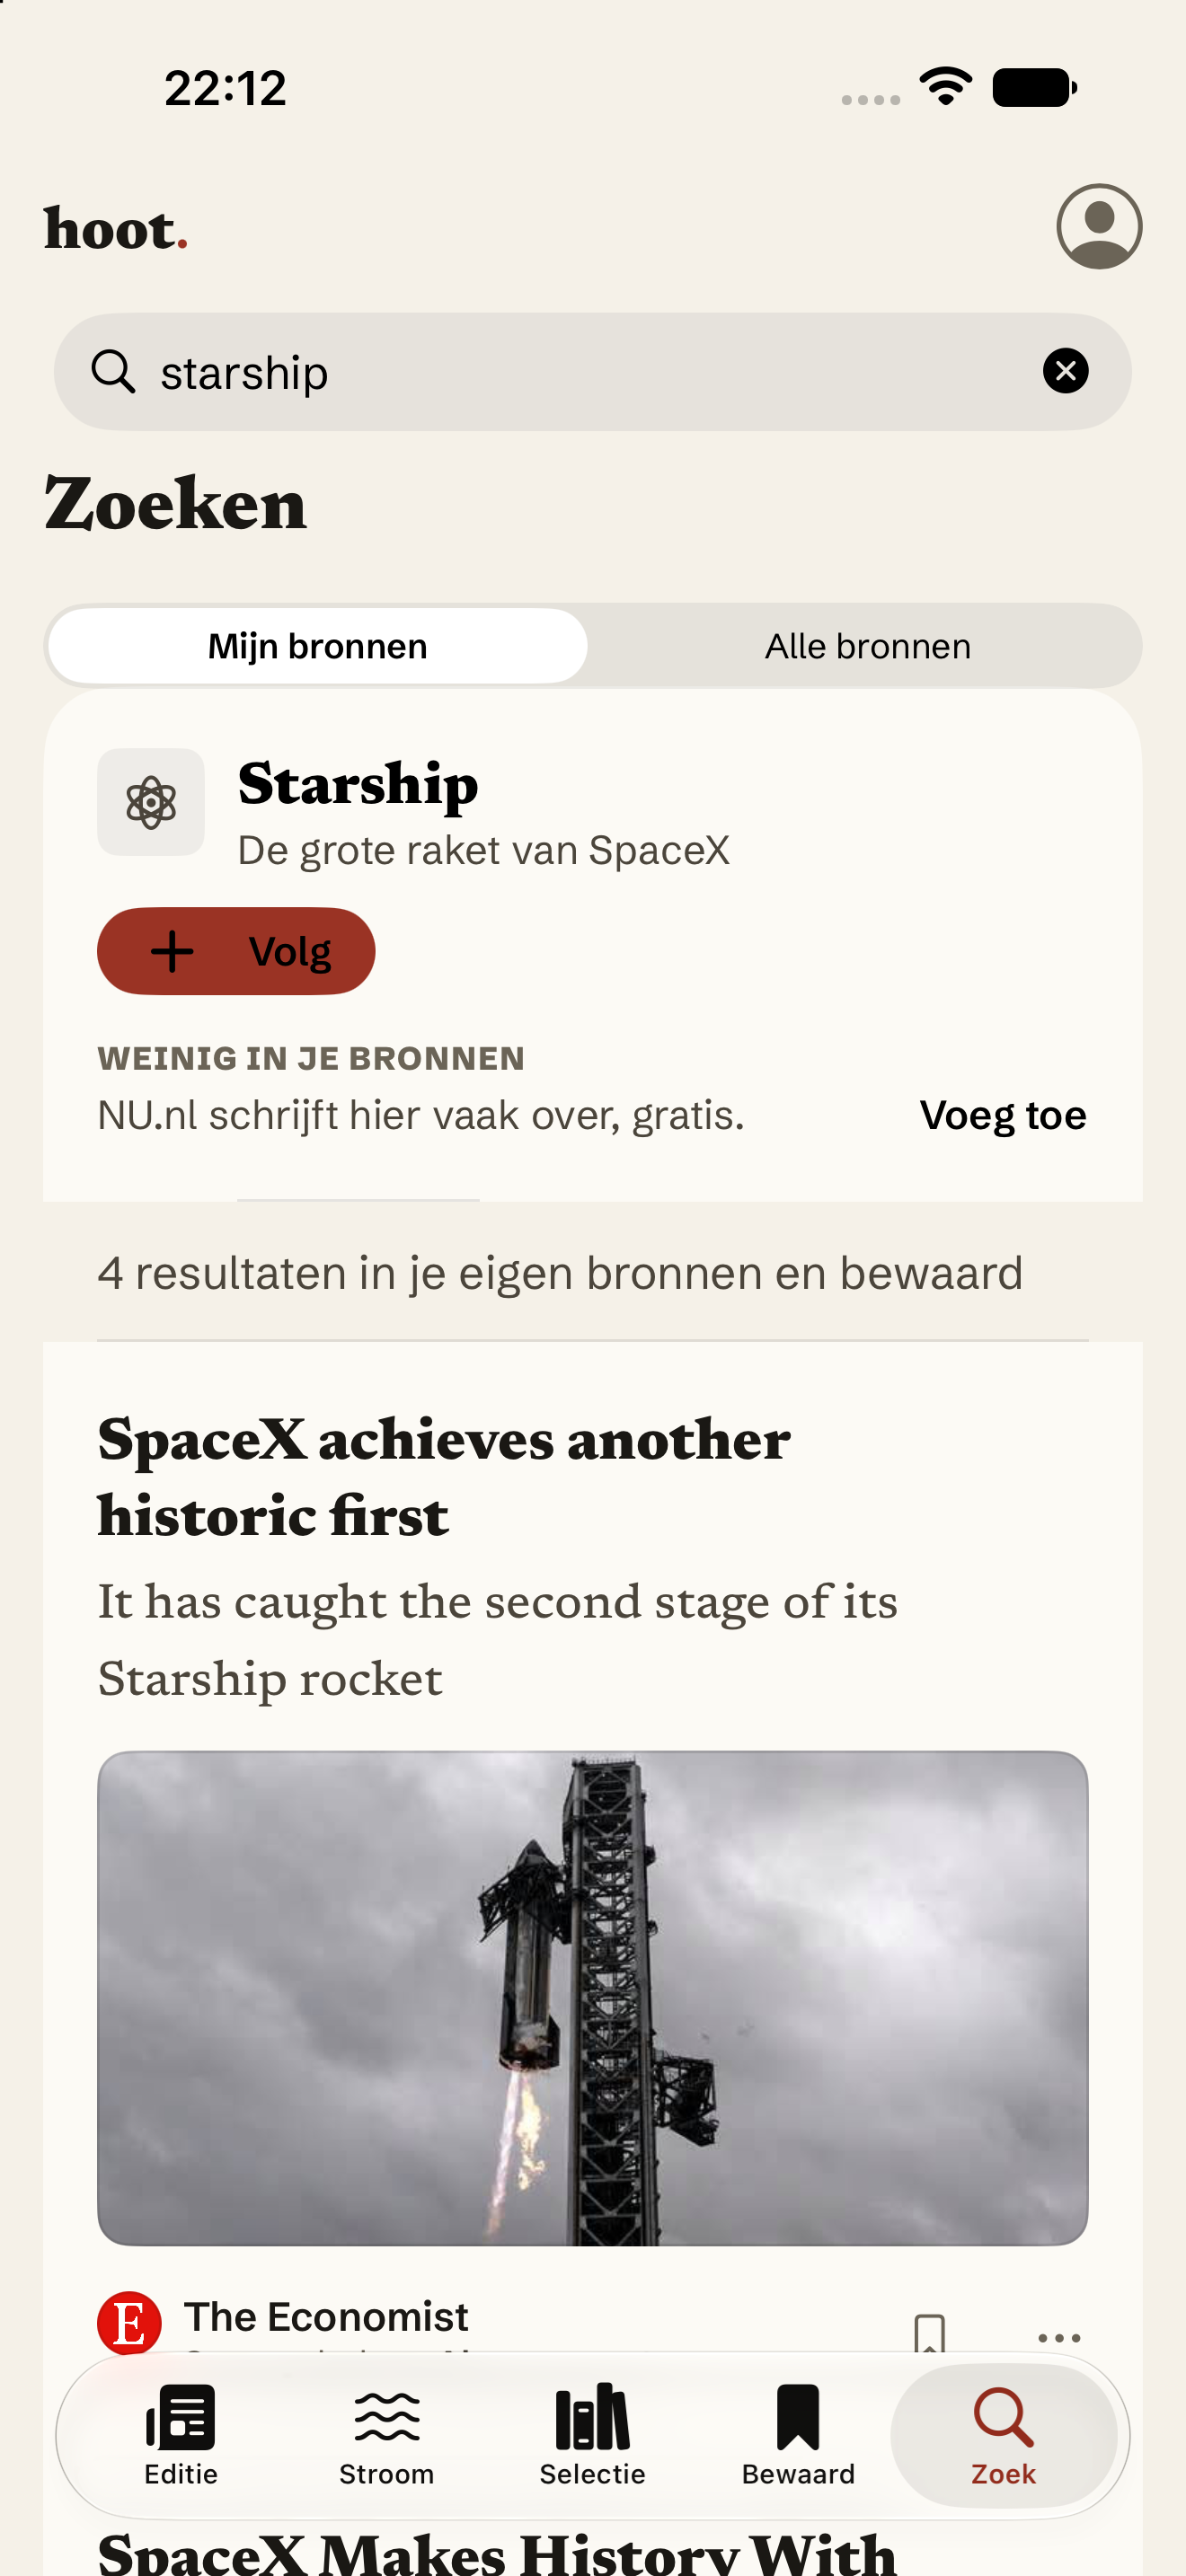 22:12
hoot.
starship
Zoeken
Mijn bronnen
Alle bronnen
Starship
De grote raket van SpaceX
Volg
WEINIG IN JE BRONNEN
NU.nl schrijft hier vaak over, gratis.
Voeg toe
4 resultaten in je eigen bronnen en bewaard
SpaceX achieves another
historic first
It has caught the second stage of its
Starship rocket
E
The Economist
Editie
Stroom
Selectie
Bewaard
Zoek
SpaceX Makes History With